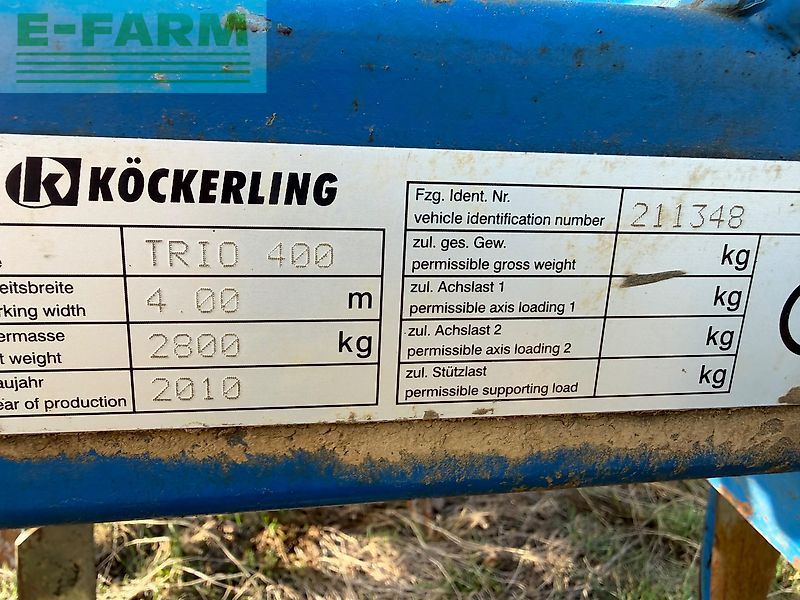 E-FARM
KÖCKERLING
TRIO 400
eitsbreite
rking width
4.00 m
ermasse
t weight
2800 kg
aujahr
ear of production
2010
Fzg. Ident. Nr.
vehicle identification number
211348
zul. ges. Gew.
permissible gross weight
kg
zul. Achslast 1
permissible axis loading 1
kg
zul. Achslast 2
permissible axis loading 2
kg
zul. Stützlast
permissible supporting load
kg